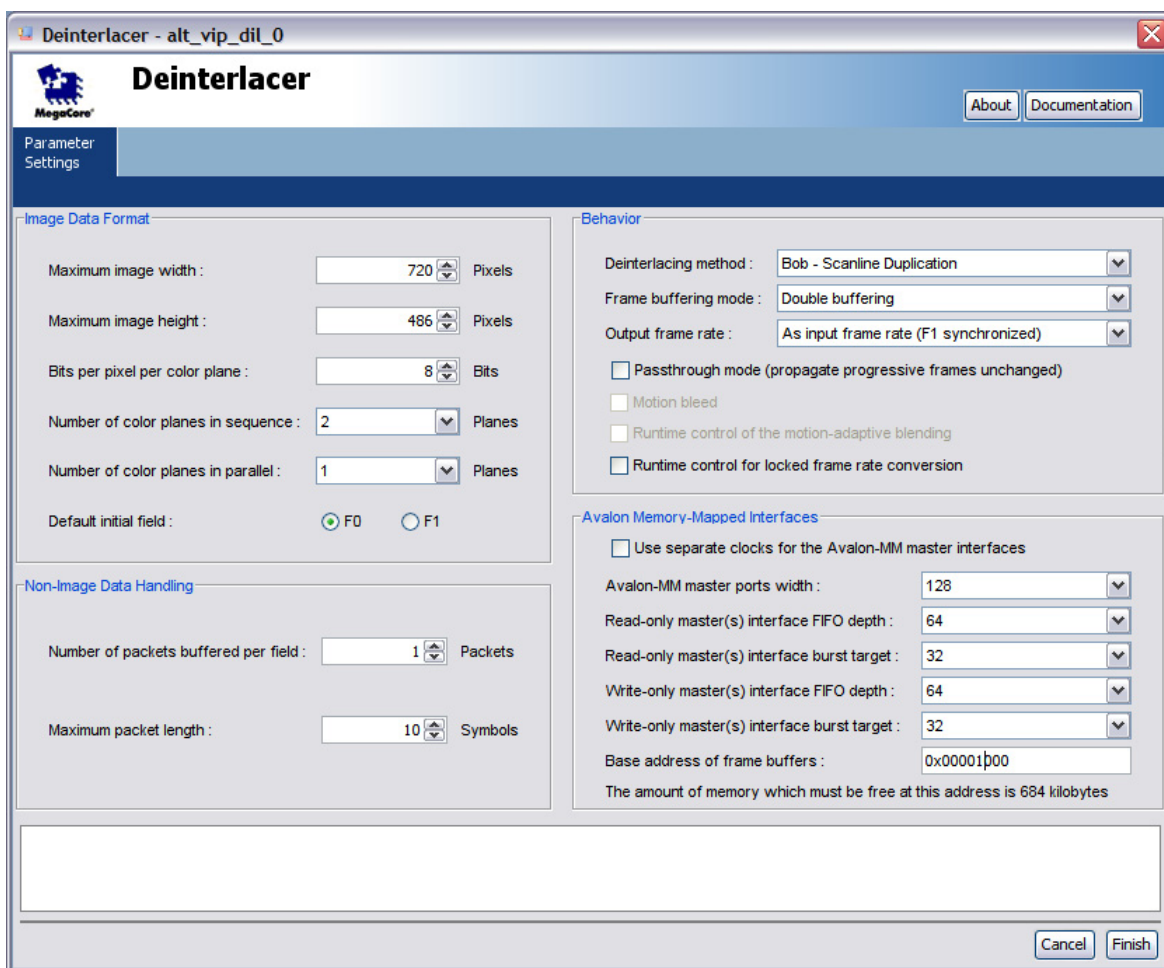 Deinterlacer - alt_vip_dil_0
MegaCore®
Deinterlacer
About
Documentation
Parameter
Settings
Image Data Format
Maximum image width :
720
Pixels
Maximum image height :
486
Pixels
Bits per pixel per color plane :
8
Bits
Number of color planes in sequence :
2
Planes
Number of color planes in parallel :
1
Planes
Default initial field :
F0
F1
Non-Image Data Handling
Number of packets buffered per field :
1
Packets
Maximum packet length :
10
Symbols
Behavior
Deinterlacing method :
Bob - Scanline Duplication
Frame buffering mode :
Double buffering
Output frame rate :
As input frame rate (F1 synchronized)
Passthrough mode (propagate progressive frames unchanged)
Motion bleed
Runtime control of the motion-adaptive blending
Runtime control for locked frame rate conversion
Avalon Memory-Mapped Interfaces
Use separate clocks for the Avalon-MM master interfaces
Avalon-MM master ports width :
128
Read-only master(s) interface FIFO depth :
64
Read-only master(s) interface burst target :
32
Write-only master(s) interface FIFO depth :
64
Write-only master(s) interface burst target :
32
Base address of frame buffers :
0x00001000
The amount of memory which must be free at this address is 684 kilobytes
Cancel
Finish